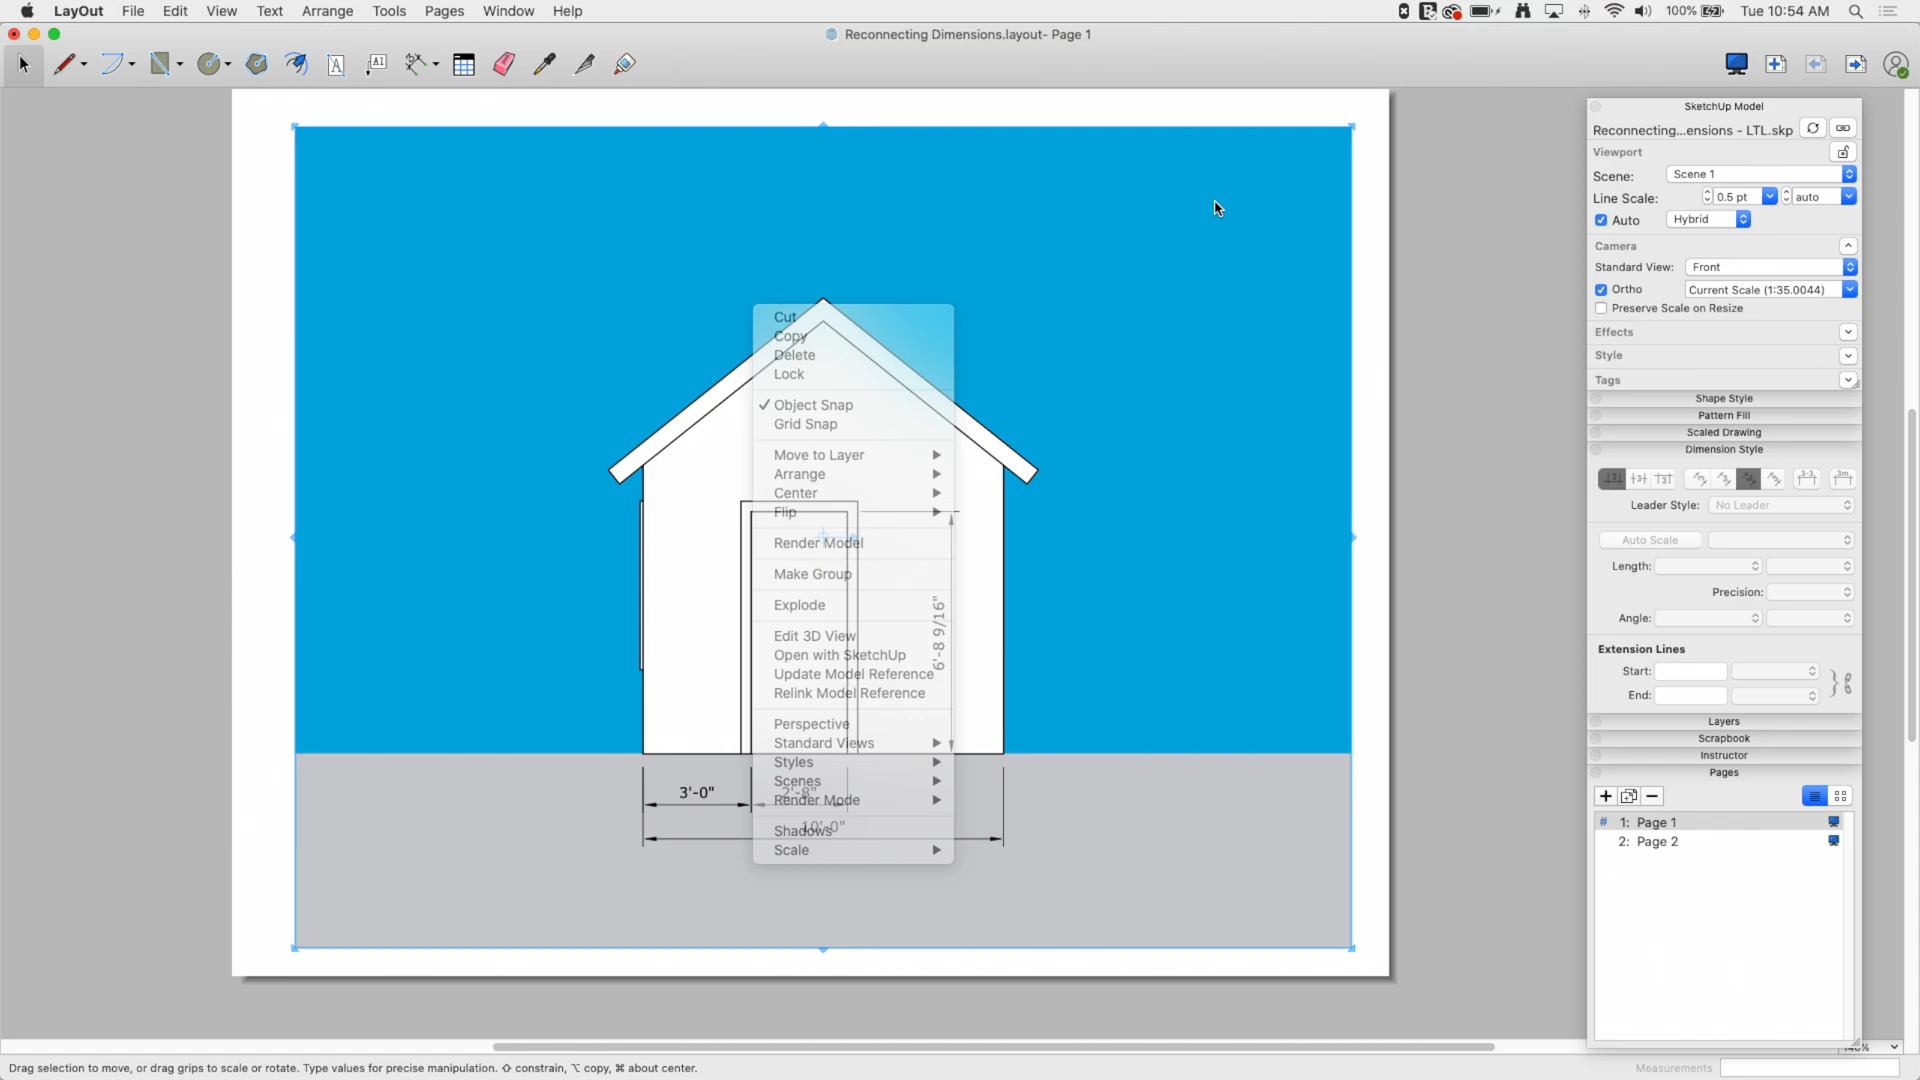 LayOut File Edit View Text Arrange Tools Pages Window Help 100% Tue 10:54 AM
Reconnecting Dimensions.layout- Page 1
A A1
SketchUp Model
Reconnecting...ensions - LTL.skp
Viewport
Scene: Scene 1
Line Scale: 0.5 pt auto
Auto Hybrid
Camera
Standard View: Front
Ortho Current Scale (1:35.0044)
Preserve Scale on Resize
Effects
Style
Tags
Shape Style
Pattern Fill
Scaled Drawing
Dimension Style
Leader Style: No Leader
Auto Scale
Length:
Precision:
Angle:
Extension Lines
Start:
End:
Layers
Scrapbook
Instructor
Pages
# 1: Page 1
2: Page 2
Cut
Copy
Delete
Lock
Object Snap
Grid Snap
Move to Layer
Arrange
Center
Flip
Render Model
Make Group
Explode
Edit 3D View
Open with SketchUp
Update Model Reference
Relink Model Reference
Perspective
Standard Views
Styles
Scenes
Render Mode
Shadows
Scale
6'-8 9/16"
3'-0" 2'-8"
10'-0"
Drag selection to move, or drag grips to scale or rotate. Type values for precise manipulation. ⇧ constrain, ⌥ copy, ⌘ about center.
Measurements